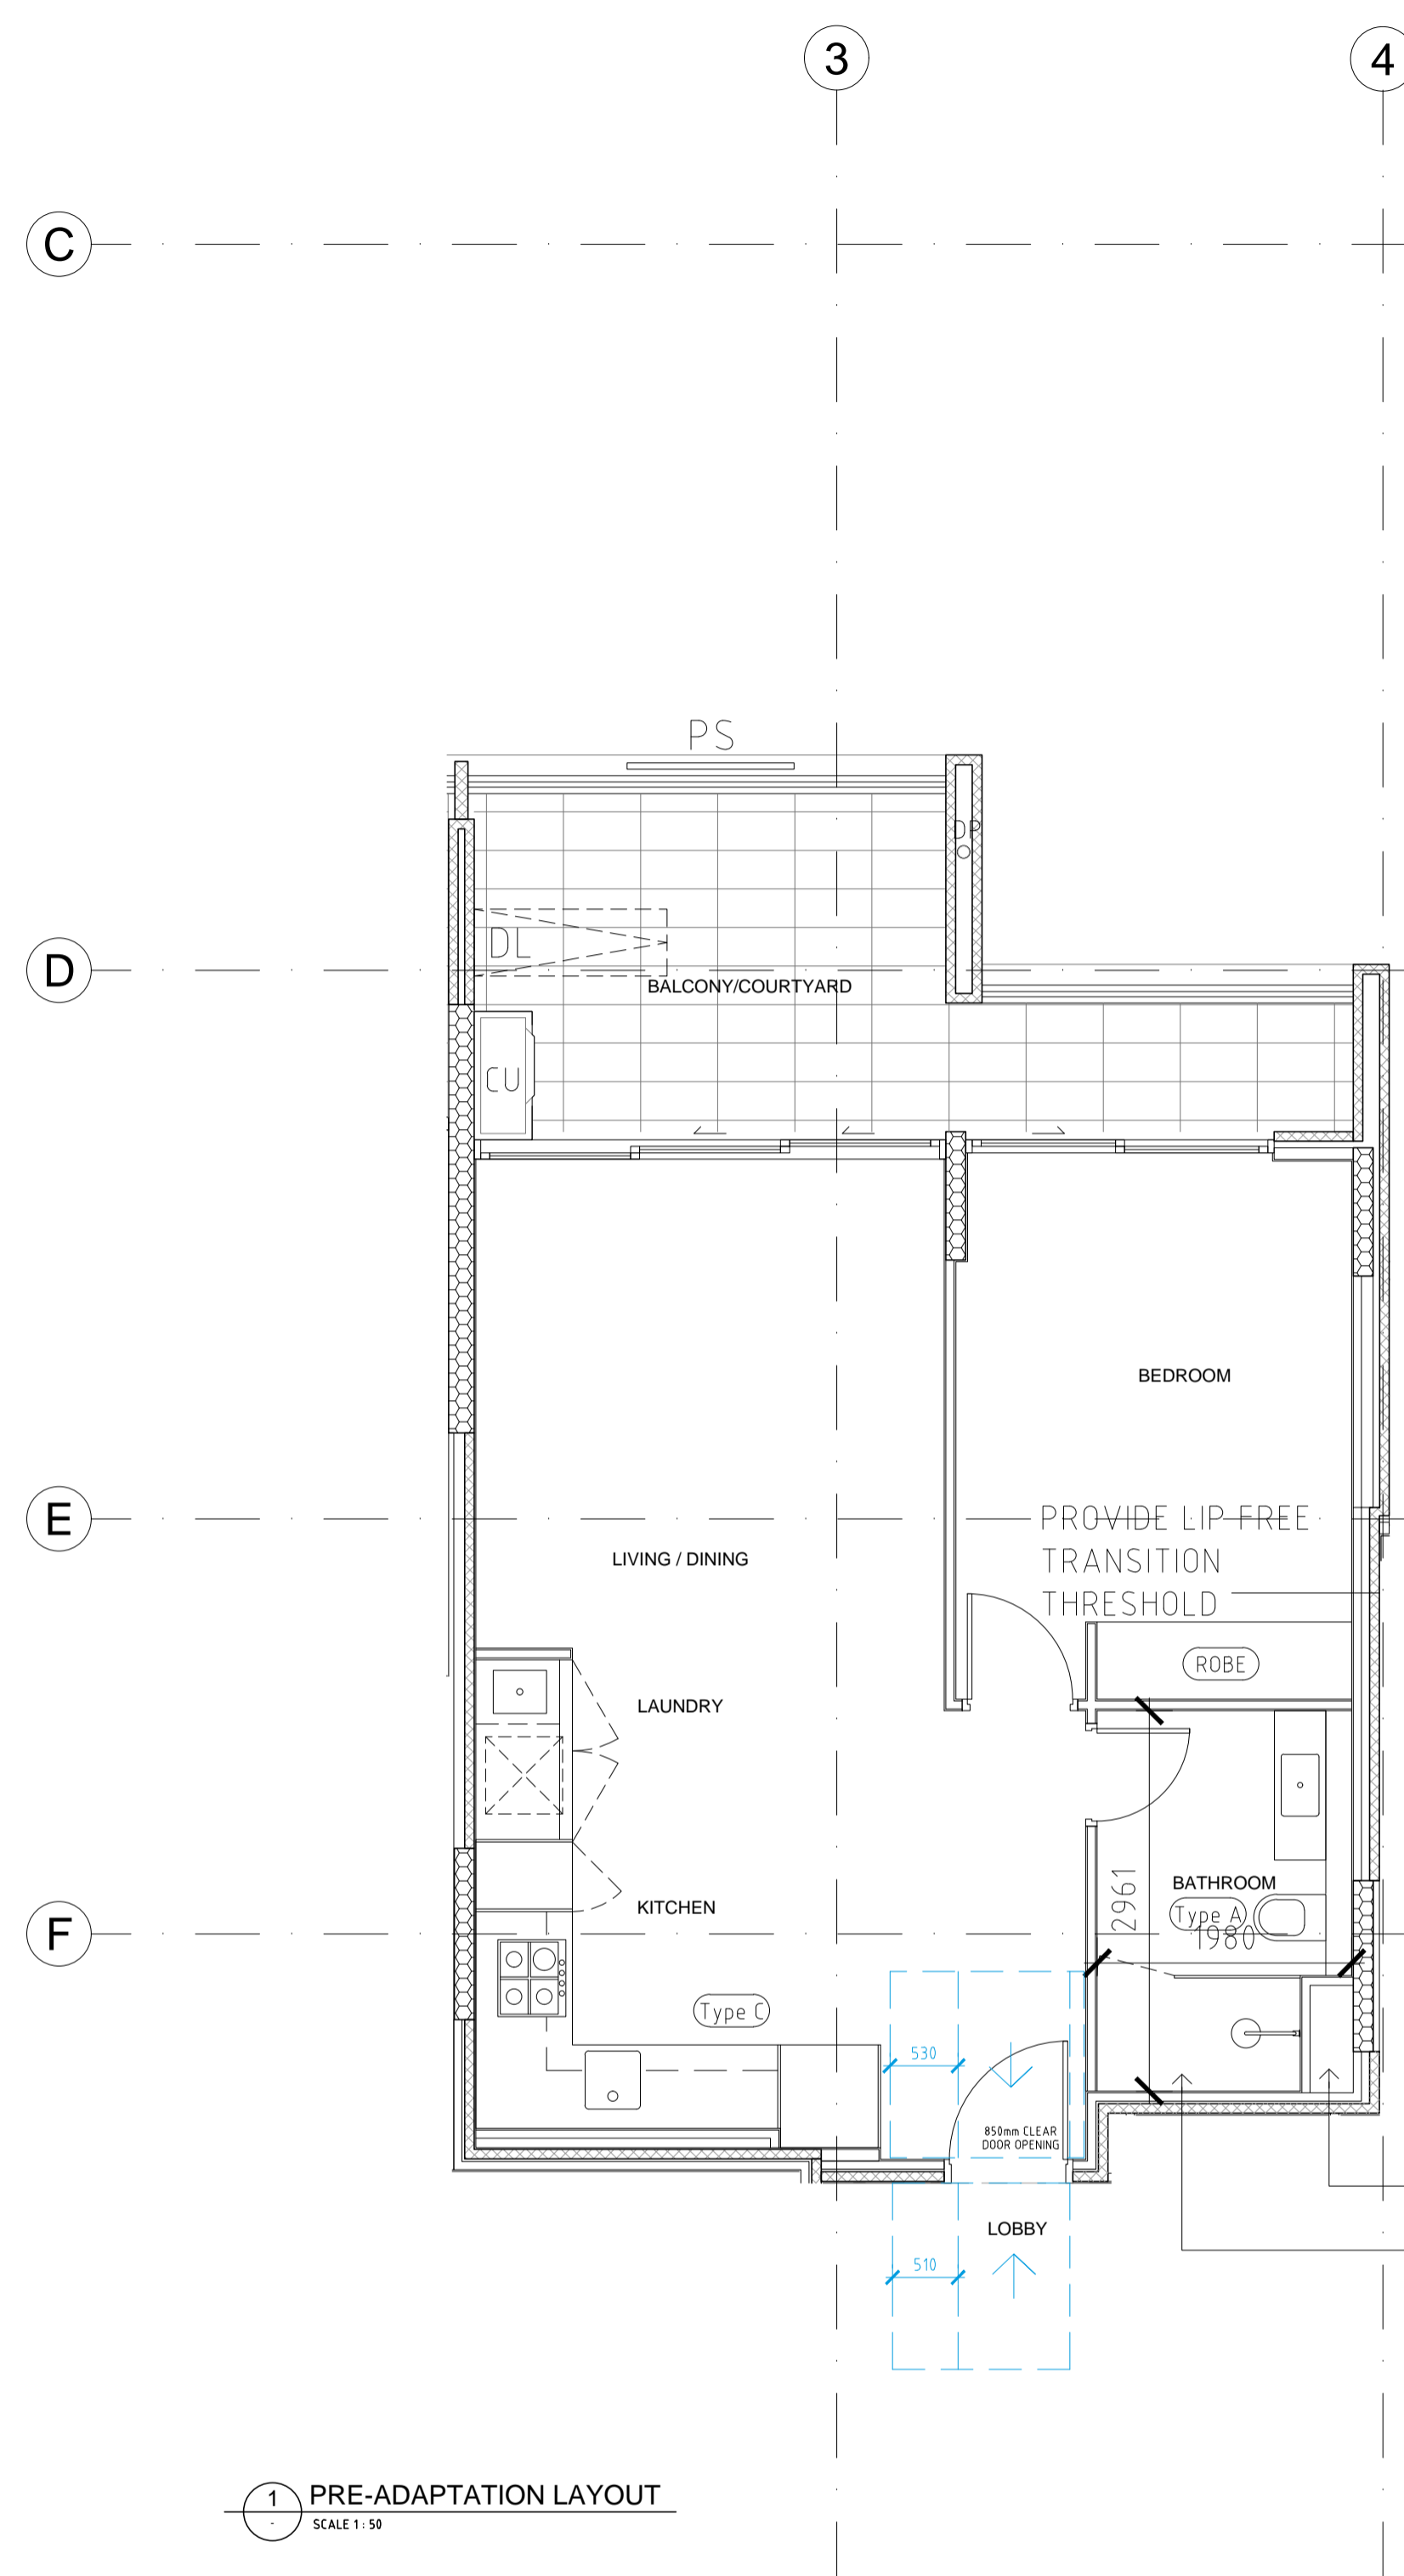 3
4
C
PS
DP
D
DL
BALCONY/COURTYARD
CU
BEDROOM
E
PROVIDE LIP FREE
TRANSITION
THRESHOLD
LIVING / DINING
ROBE
LAUNDRY
2961
BATHROOM
KITCHEN
Type A
F
1980
Type C
530
850mm CLEAR
DOOR OPENING
LOBBY
510
1
-
PRE-ADAPTATION LAYOUT
SCALE 1 : 50